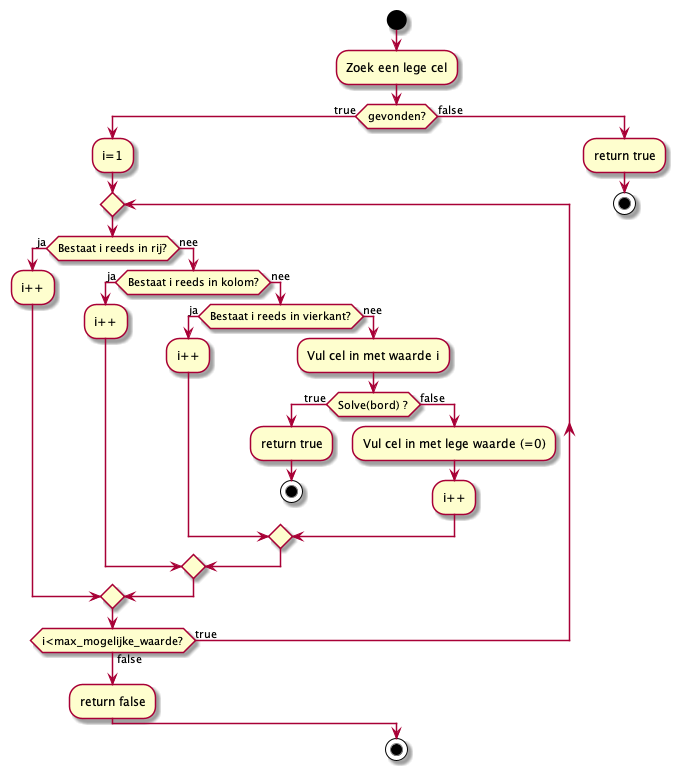 Zoek een lege cel
gevonden?
true
false
i=1
return true
Bestaat i reeds in rij?
ja
nee
i++
Bestaat i reeds in kolom?
ja
nee
i++
Bestaat i reeds in vierkant?
ja
nee
i++
Vul cel in met waarde i
Solve(bord) ?
true
false
return true
Vul cel in met lege waarde (=0)
i++
i<max_mogelijke_waarde?
true
false
return false